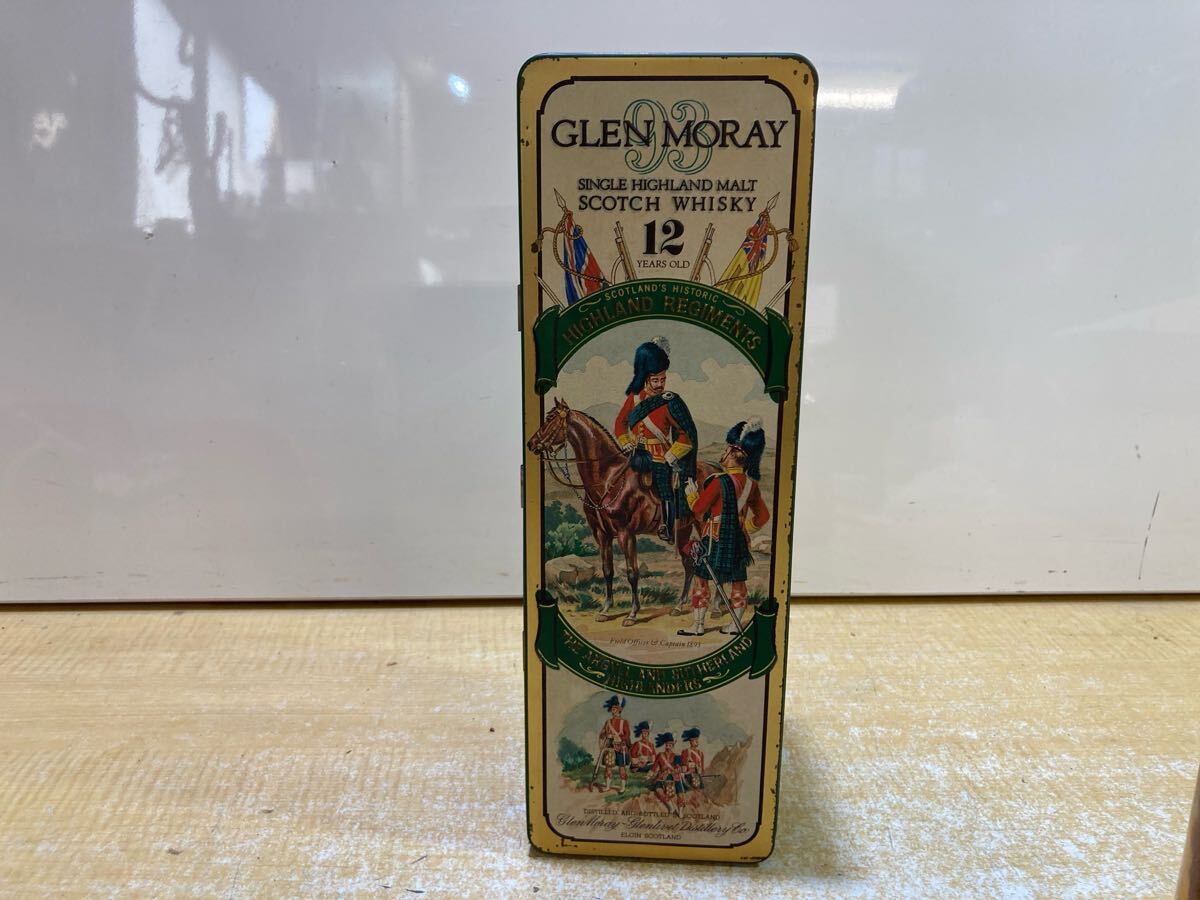 93
GLEN MORAY
SINGLE HIGHLAND MALT
SCOTCH WHISKY
12
YEARS OLD
SCOTLAND'S HISTORIC
HIGHLAND REGIMENTS
Field Officer & Captain 1893
THE ARGYLL AND SUTHERLAND
HIGHLANDERS
DISTILLED AND BOTTLED IN SCOTLAND
Glen Moray-Glenlivet Distillery Co
ELGIN SCOTLAND